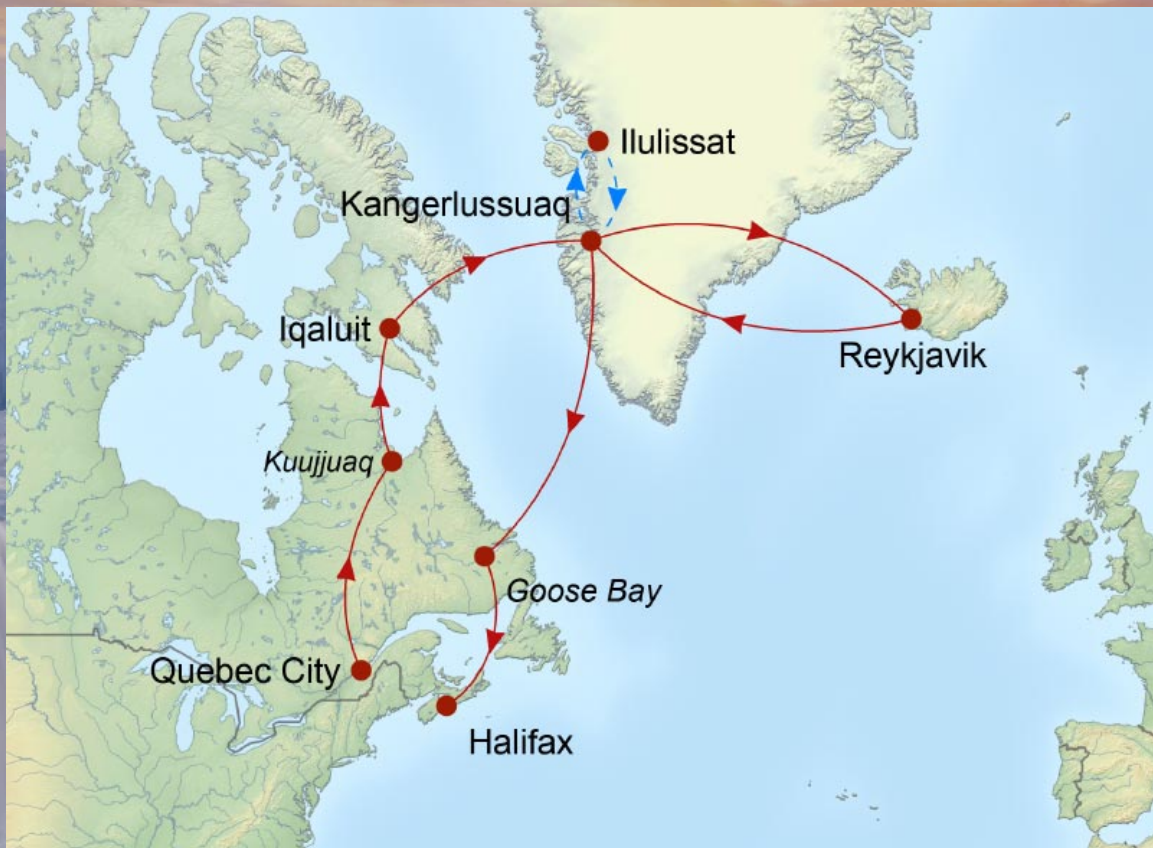 Ilulissat
Kangerlussuaq
Iqaluit
Reykjavik
Kuujjuaq
Goose Bay
Quebec City
Halifax